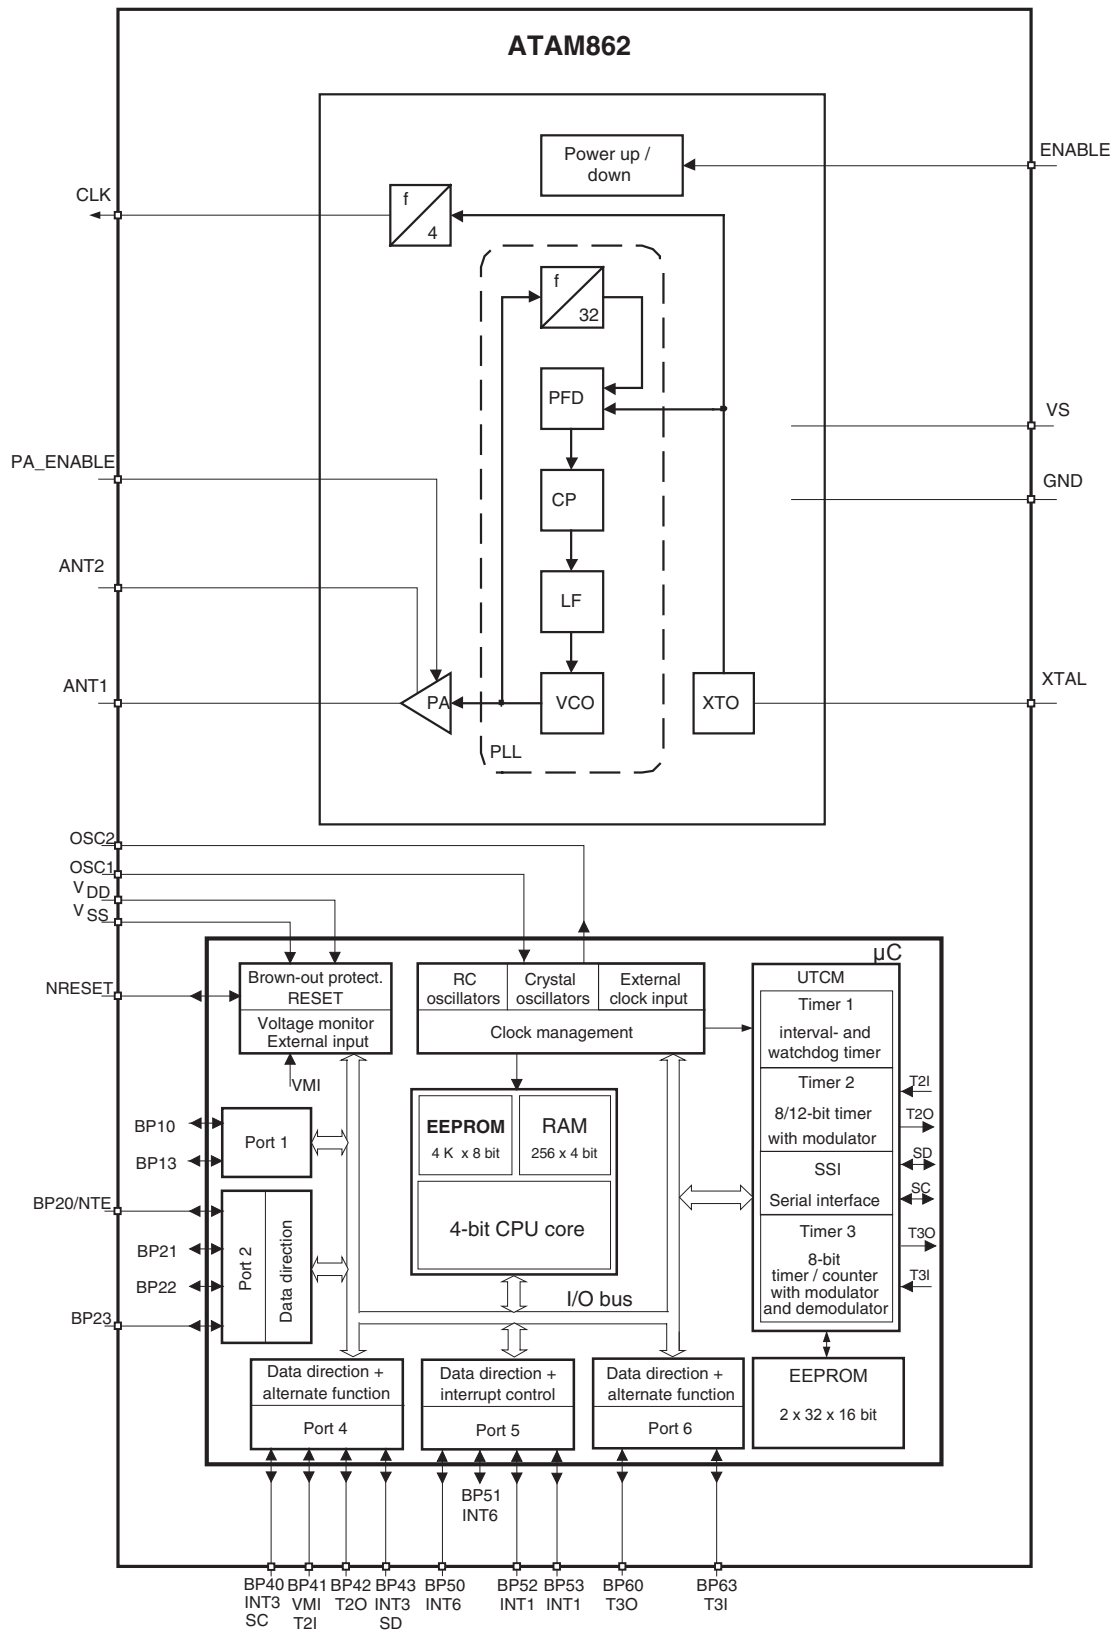 ATAM862
Power up /
down
ENABLE
CLK
f
4
f
32
PFD
VS
PA_ENABLE
GND
CP
ANT2
LF
ANT1
PA
VCO
XTO
XTAL
PLL
OSC2
OSC1
V DD
V SS
µC
NRESET
Brown-out protect.
RESET
Voltage monitor
External input
VMI
RC
oscillators
Crystal
oscillators
External
clock input
Clock management
UTCM
Timer 1
interval- and
watchdog timer
Timer 2
8/12-bit timer
with modulator
SSI
Serial interface
Timer 3
8-bit
timer / counter
with modulator
and demodulator
T2I
T2O
SD
SC
T3O
T3I
EEPROM
4 K x 8 bit
RAM
256 x 4 bit
4-bit CPU core
BP10
BP13
Port 1
BP20/NTE
BP21
BP22
BP23
Port 2
Data direction
I/O bus
Data direction +
alternate function
Port 4
Data direction +
interrupt control
Port 5
Data direction +
alternate function
Port 6
EEPROM
2 x 32 x 16 bit
BP51
INT6
BP40
INT3
SC
BP41
VMI
T2I
BP42
T2O
BP43
INT3
SD
BP50
INT6
BP52
INT1
BP53
INT1
BP60
T3O
BP63
T3I